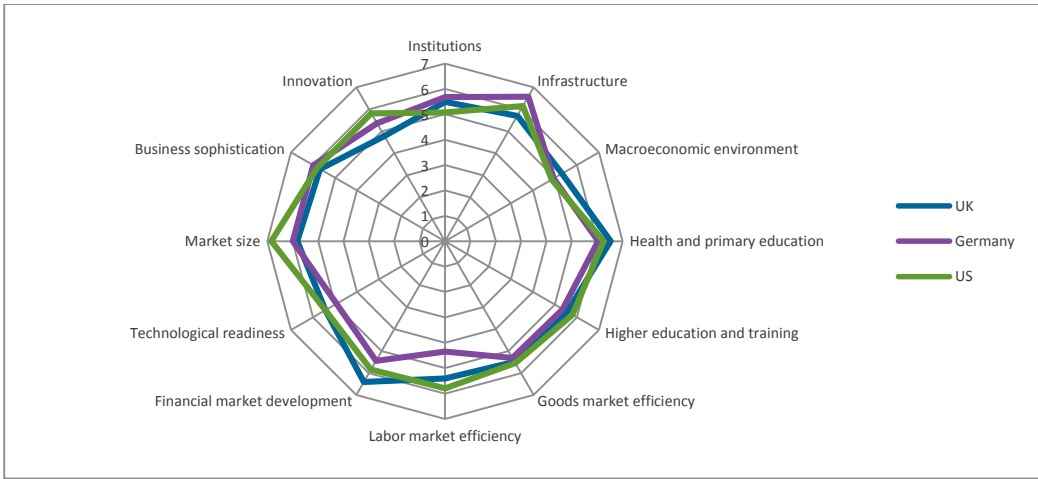 Institutions
7
6
5
4
3
2
1
0
Infrastructure
Macroeconomic environment
Health and primary education
Higher education and training
Goods market efficiency
Labor market efficiency
Financial market development
Technological readiness
Market size
Business sophistication
Innovation
UK
Germany
US